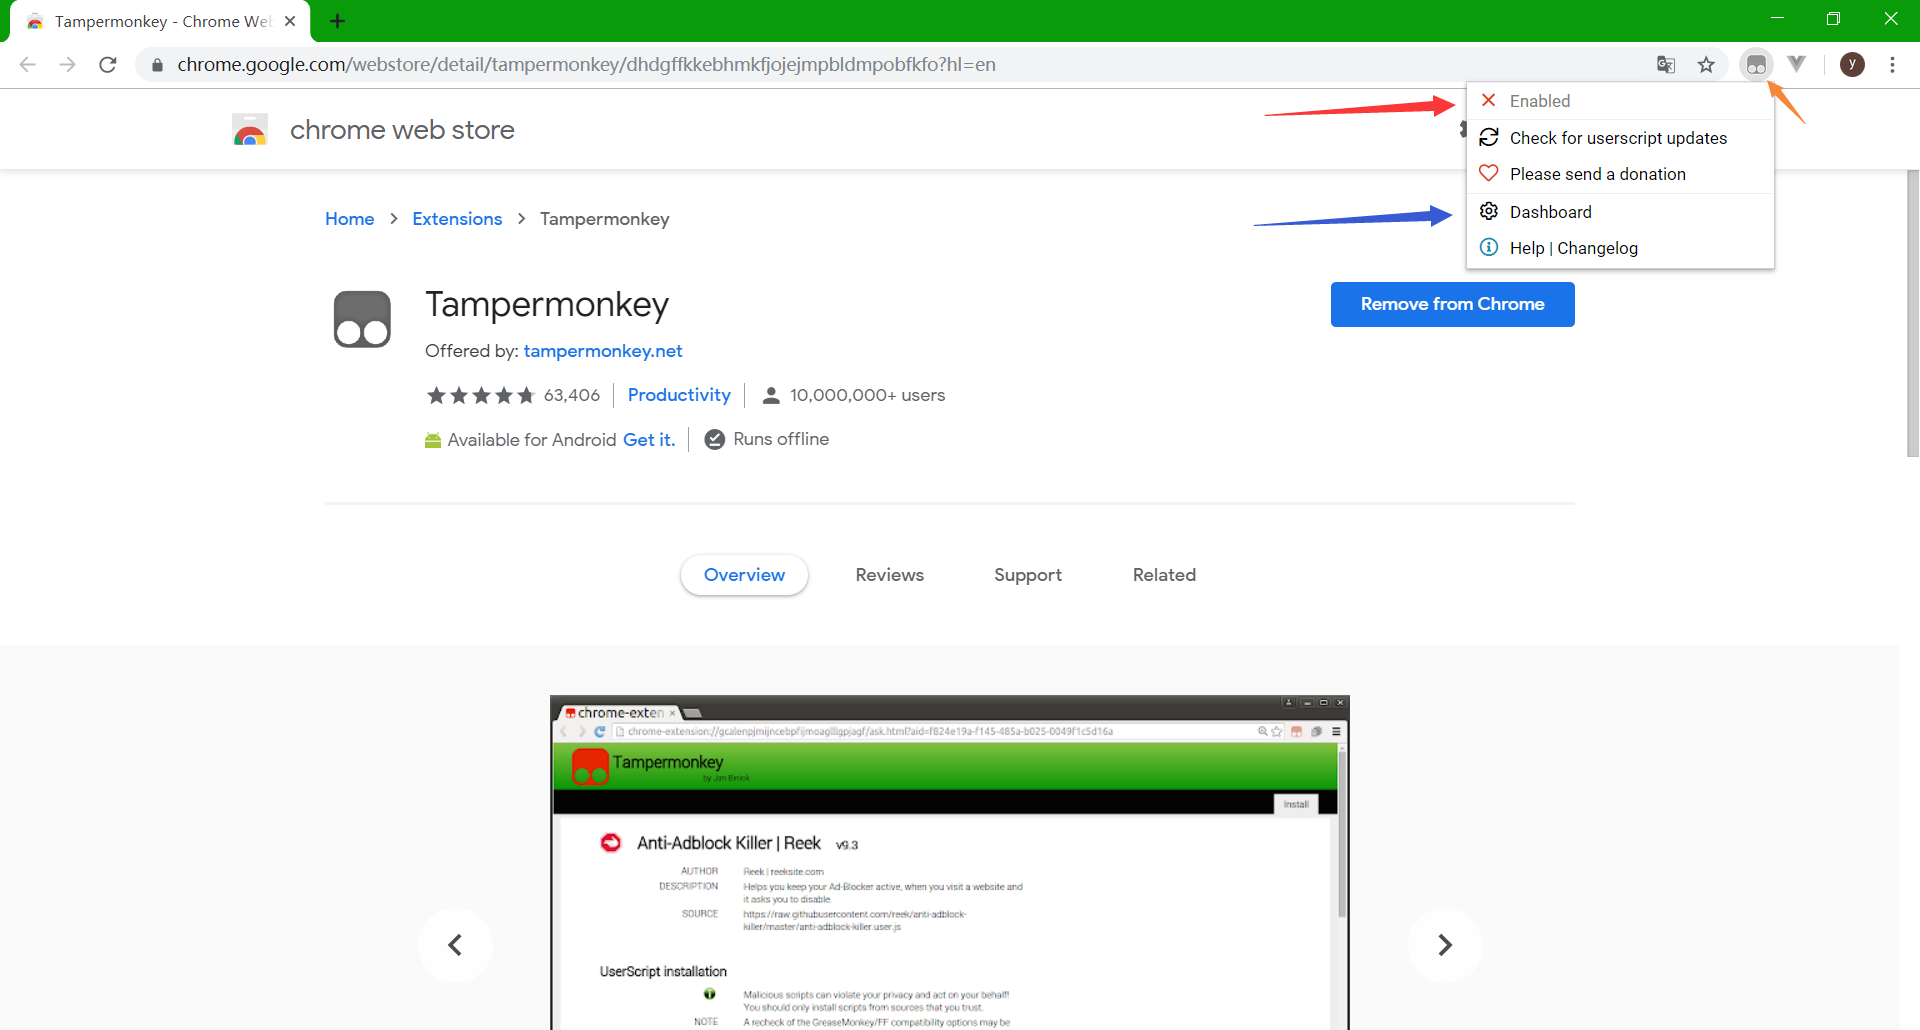 Tampermonkey - Chrome Web
chrome.google.com/webstore/detail/tampermonkey/dhdgffkkebhmkfjojejmpbldmpobfkfo?hl=en
y
chrome web store
Enabled
Check for userscript updates
Please send a donation
Dashboard
Help | Changelog
Home > Extensions > Tampermonkey
Tampermonkey
Remove from Chrome
Offered by: tampermonkey.net
63,406 Productivity 10,000,000+ users
Available for Android Get it. Runs offline
Overview Reviews Support Related
chrome-exten
chrome-extension://gcalenpjmijncebpfijmoaglllgpjagf/ask.html?aid=f824e19a-f145-485a-b025-0049f1c5d16a
Tampermonkey
by Jan Biniok
Install
Anti-Adblock Killer | Reek v9.3
AUTHOR Reek | reeksite.com
DESCRIPTION Helps you keep your Ad-Blocker active, when you visit a website and
it asks you to disable.
SOURCE https://raw.githubusercontent.com/reek/anti-adblock-
killer/master/anti-adblock-killer.user.js
UserScript installation
Malicious scripts can violate your privacy and act on your behalf!
You should only install scripts from sources that you trust.
NOTE A recheck of the GreaseMonkey/FF compatibility options may be